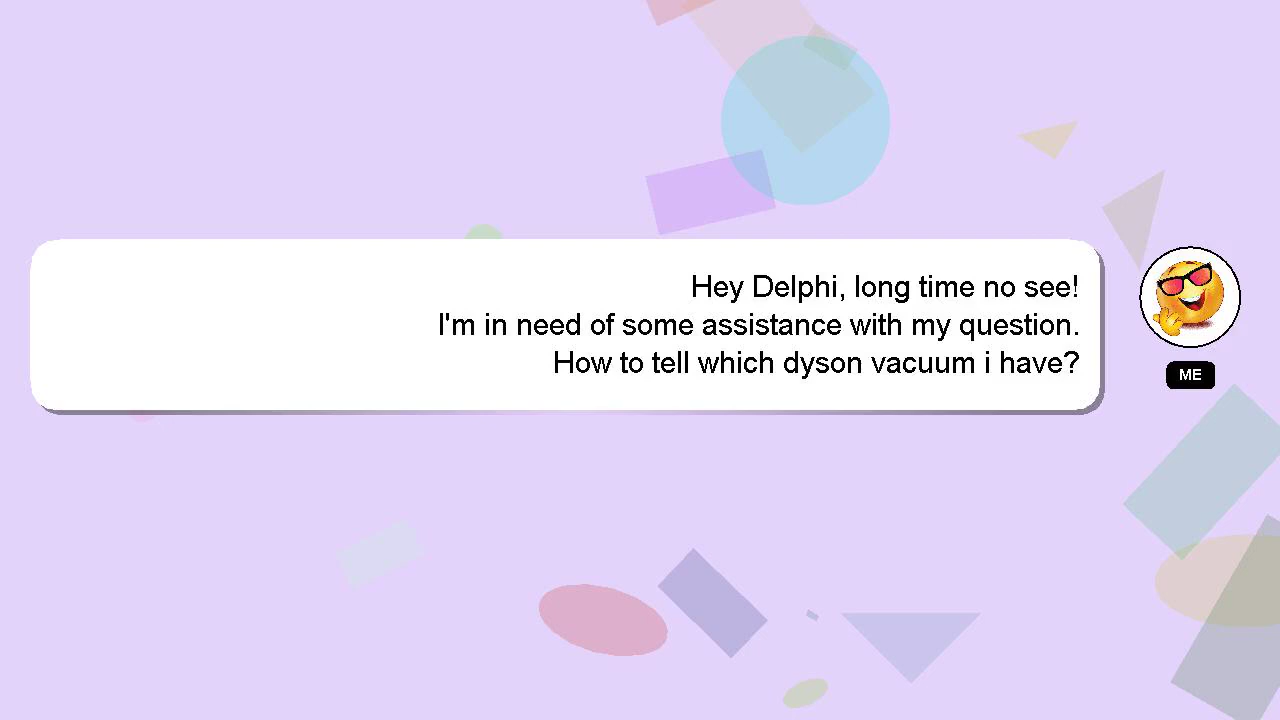 Hey Delphi, long time no see!
I'm in need of some assistance with my question.
How to tell which dyson vacuum i have?
ME